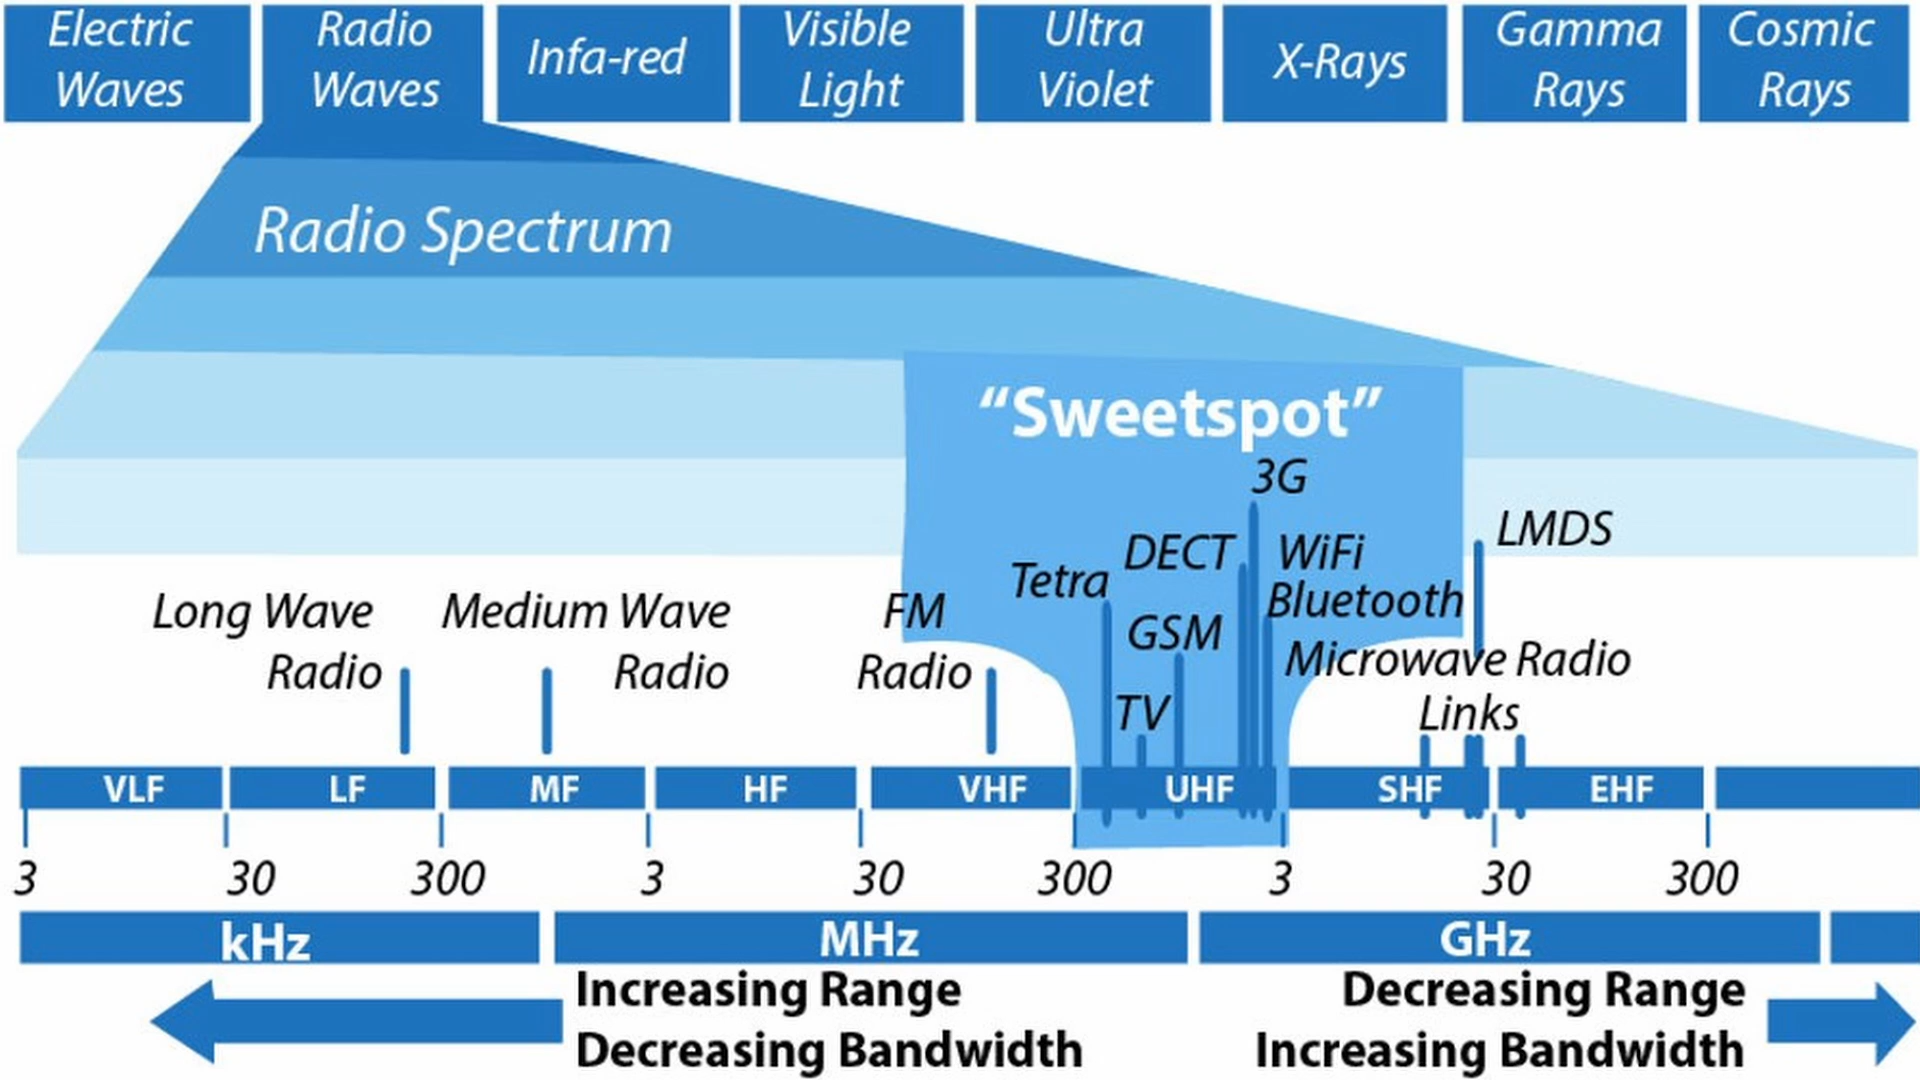 Electric Waves
Radio Waves
Infa-red
Visible Light
Ultra Violet
X-Rays
Gamma Rays
Cosmic Rays
Radio Spectrum
“Sweetspot”
3G
LMDS
DECT
WiFi
Tetra
Bluetooth
Long Wave Radio
Medium Wave Radio
FM Radio
GSM
Microwave Radio Links
TV
VLF LF MF HF VHF UHF SHF EHF
3 30 300 3 30 300 3 30 300
kHz MHz GHz
Increasing Range
Decreasing Bandwidth
Decreasing Range
Increasing Bandwidth